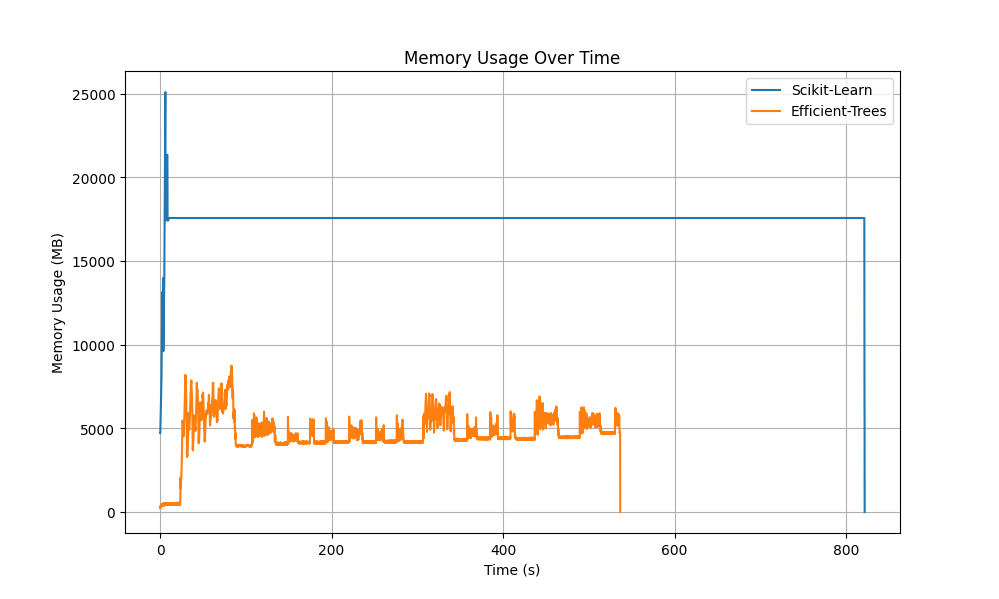 Memory Usage Over Time
Scikit-Learn
Efficient-Trees
Memory Usage (MB)
25000
20000
15000
10000
5000
0
0 200 400 600 800
Time (s)